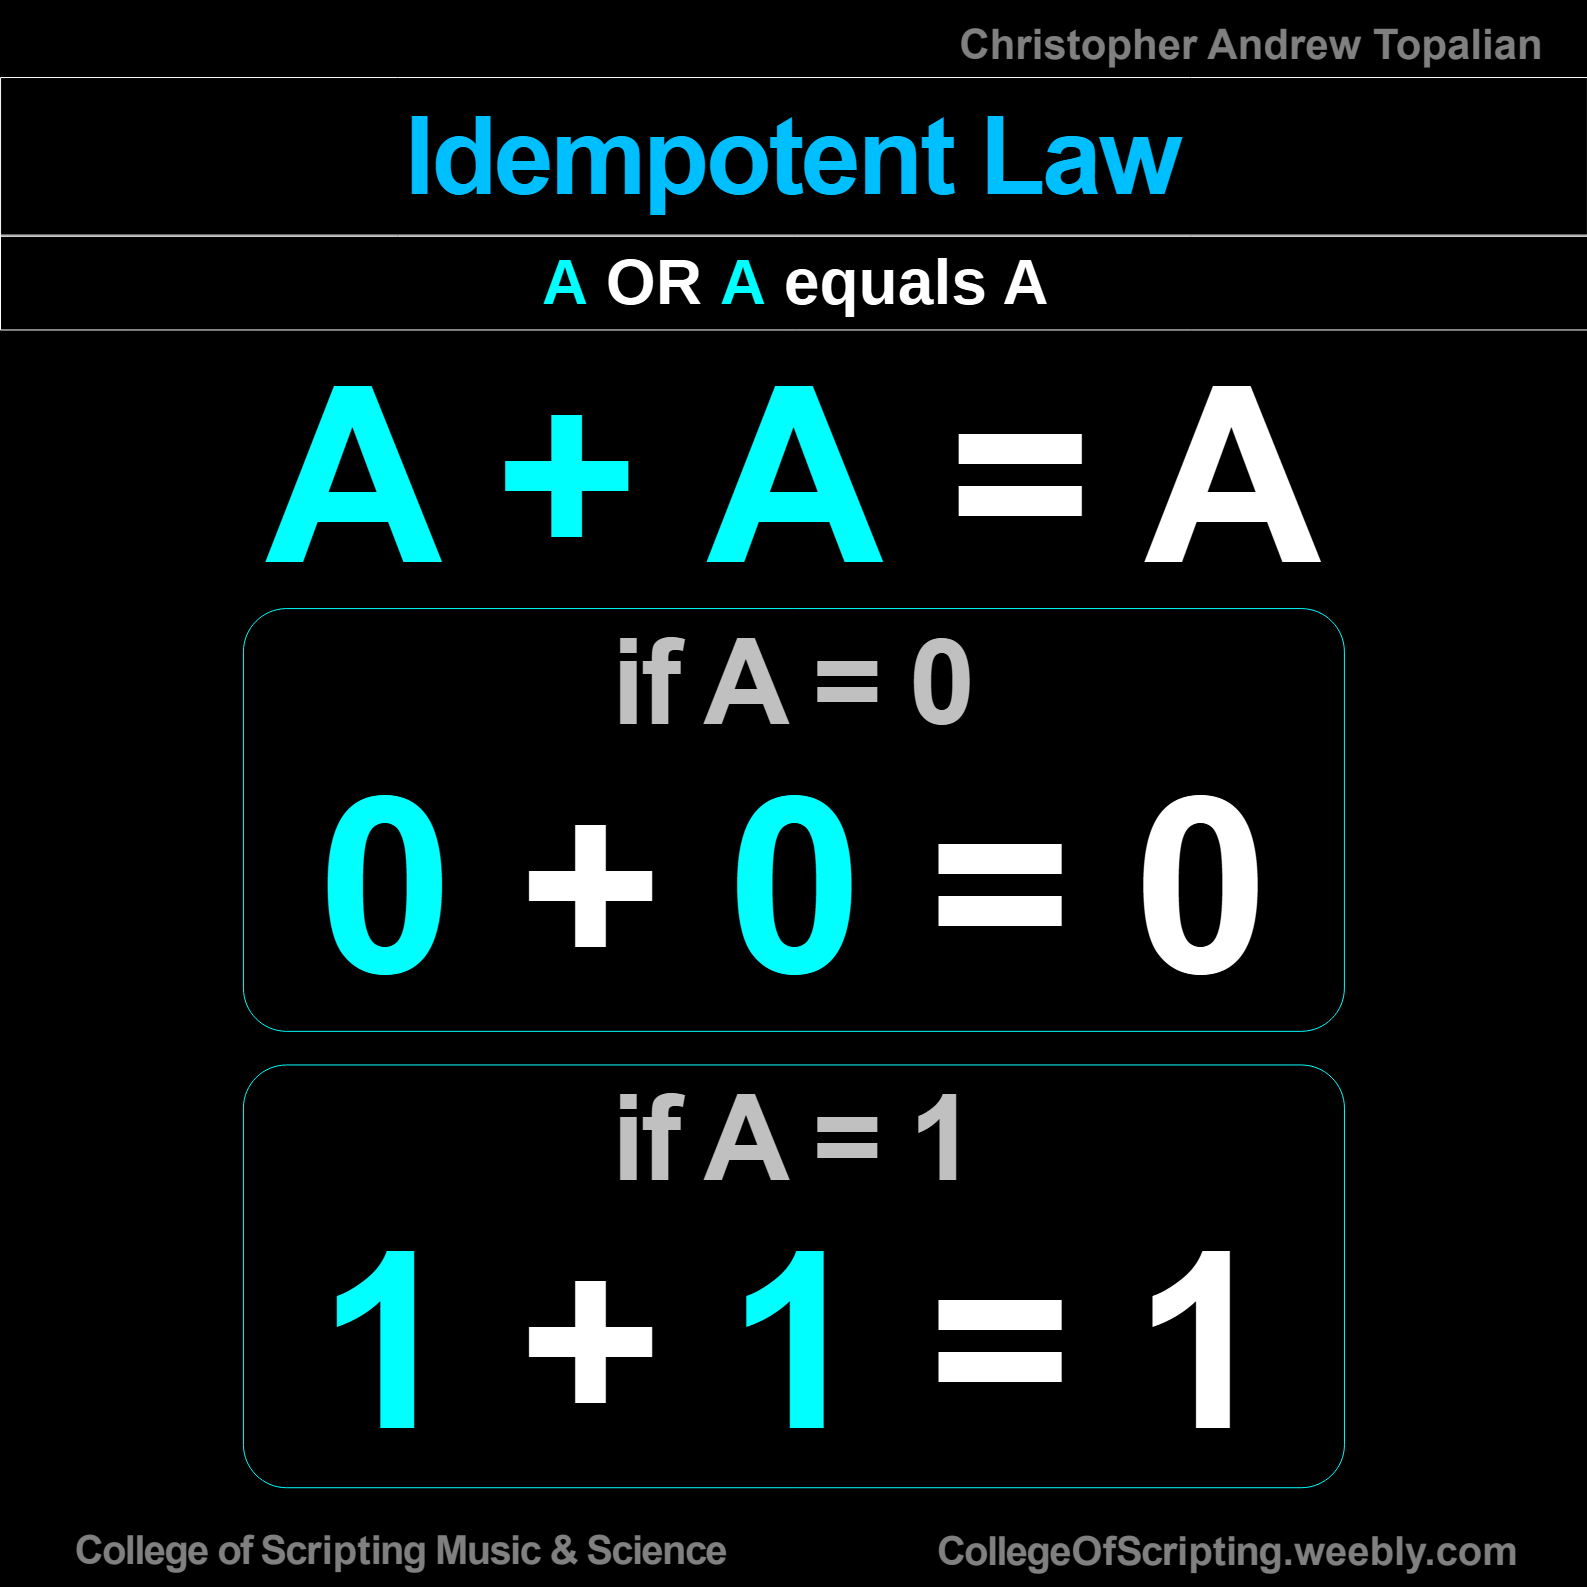 Christopher Andrew Topalian
Idempotent Law
A OR A equals A
A + A = A
if A = 0
0 + 0 = 0
if A = 1
1 + 1 = 1
College of Scripting Music & Science
CollegeOfScripting.weebly.com